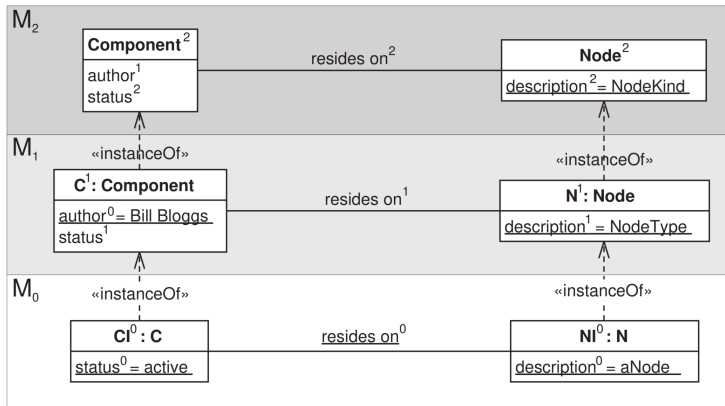 M₂
Component²
author¹
status²
resides on²
Node²
description² = NodeKind
«instanceOf»
«instanceOf»
M₁
C¹: Component
author⁰ = Bill Bloggs
status¹
resides on¹
N¹: Node
description¹ = NodeType
«instanceOf»
«instanceOf»
M₀
CI⁰ : C
status⁰ = active
resides on⁰
NI⁰ : N
description⁰ = aNode